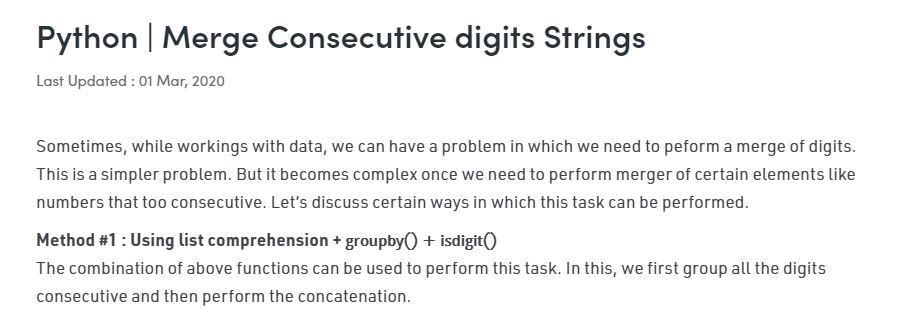 Python | Merge Consecutive digits Strings
Last Updated : 01 Mar, 2020
Sometimes, while workings with data, we can have a problem in which we need to peform a merge of digits.
This is a simpler problem. But it becomes complex once we need to perform merger of certain elements like
numbers that too consecutive. Let’s discuss certain ways in which this task can be performed.
Method #1 : Using list comprehension + groupby() + isdigit()
The combination of above functions can be used to perform this task. In this, we first group all the digits
consecutive and then perform the concatenation.